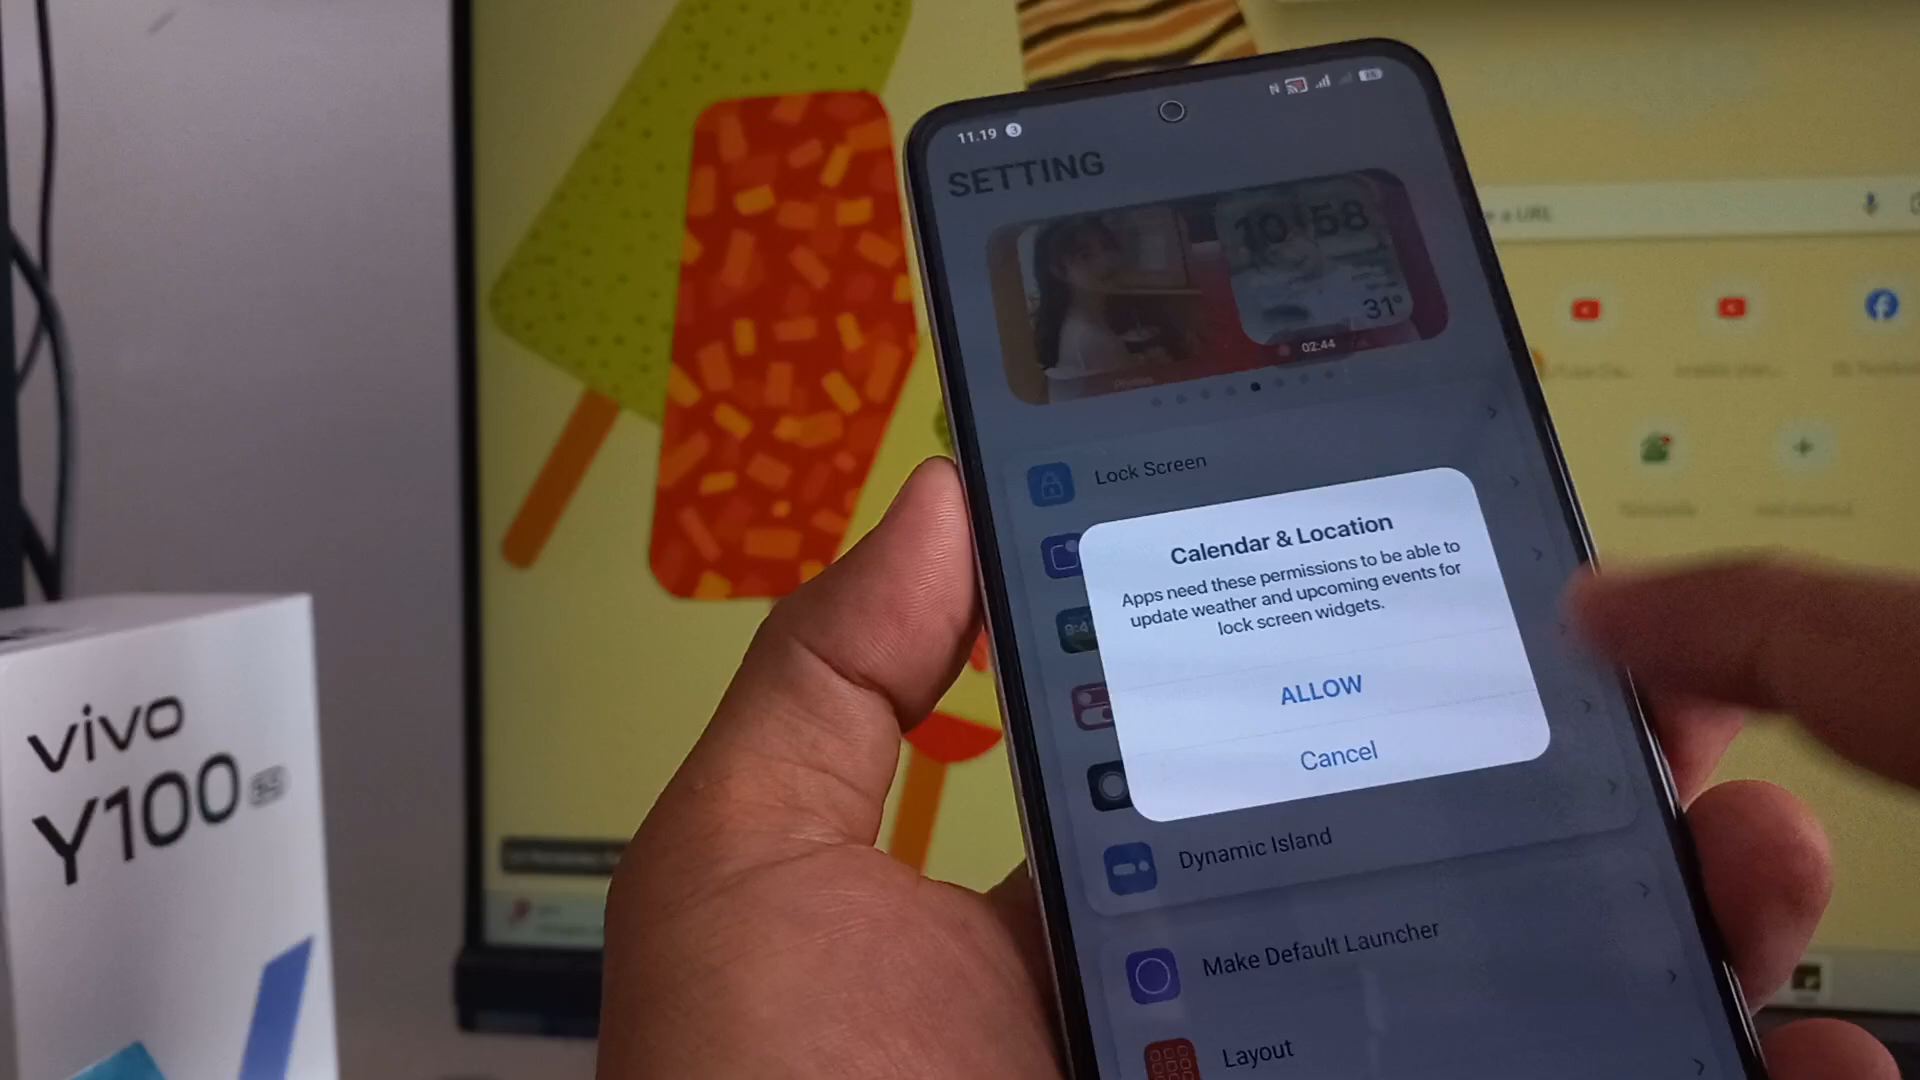 11.19 3
SETTING
10:58
31°
02:44
Lock Screen
Calendar & Location
Apps need these permissions to be able to
update weather and upcoming events for
lock screen widgets.
ALLOW
Cancel
Dynamic Island
Make Default Launcher
Layout
vivo
Y100
a URL